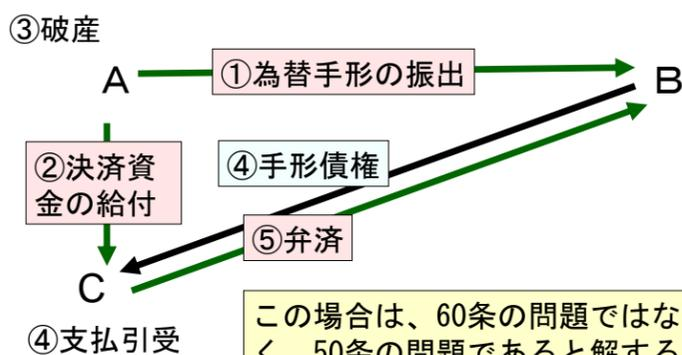 ③破産
A
①為替手形の振出
B
②決済資
金の給付
④手形債権
⑤弁済
C
④支払引受
この場合は、60条の問題ではな
く、50条の問題であると解する